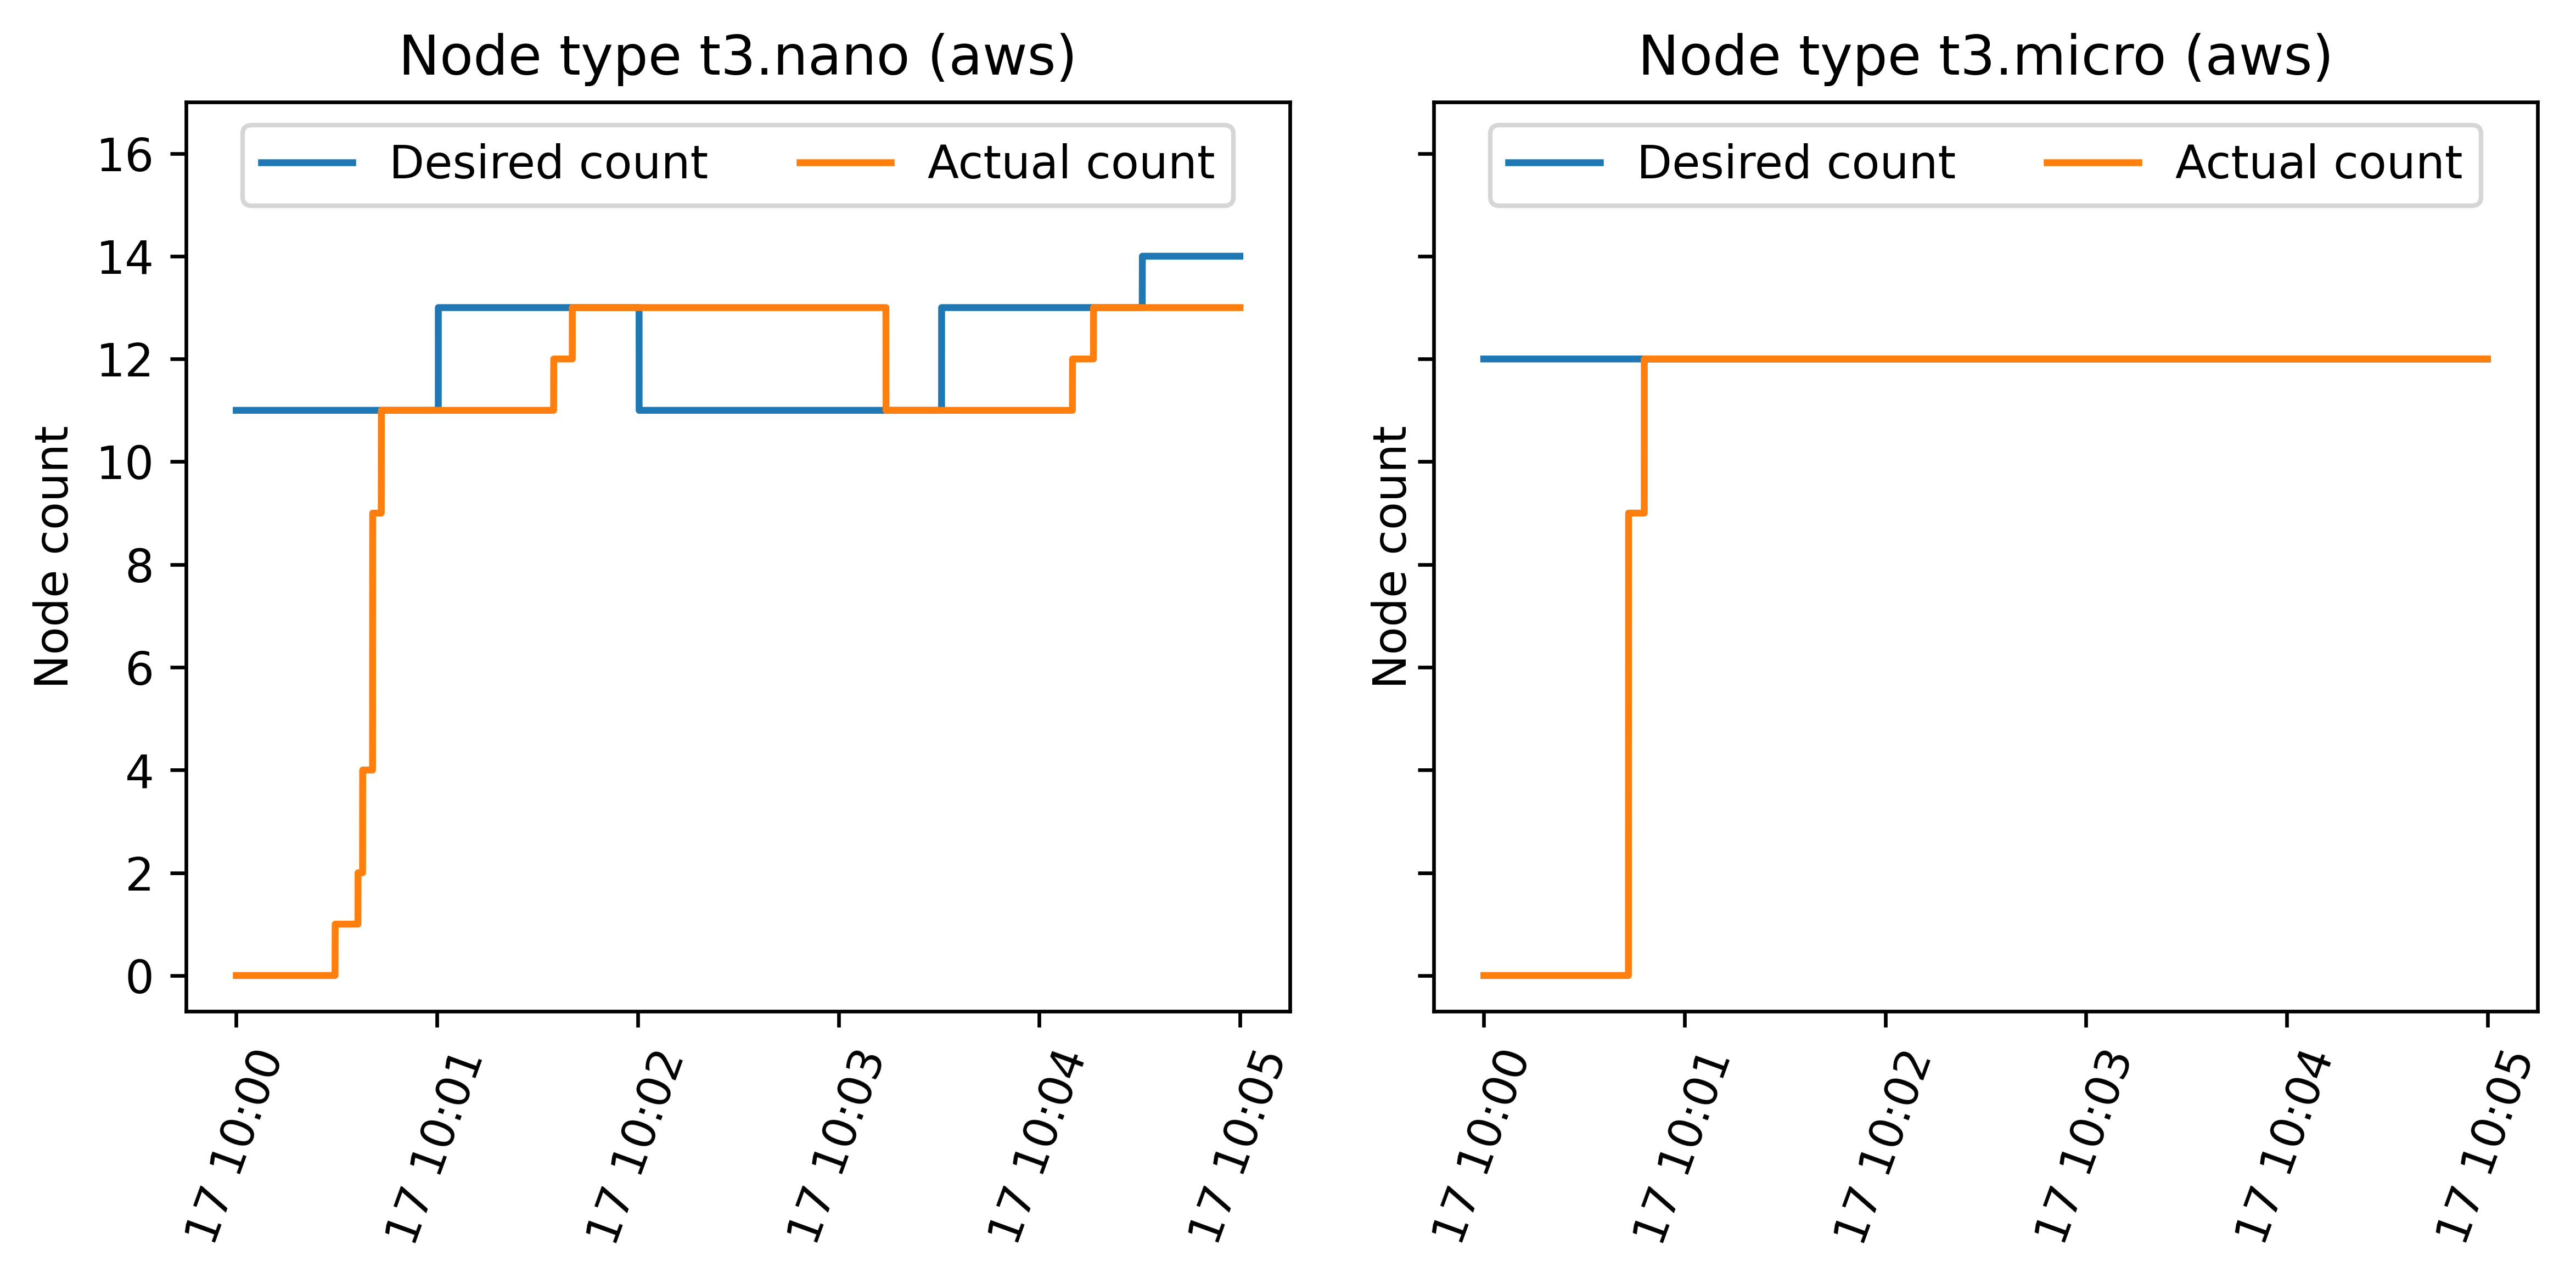 Node type t3.nano (aws)
Desired count
Actual count
Node count
16
14
12
10
8
6
4
2
0
17 10:00
17 10:01
17 10:02
17 10:03
17 10:04
17 10:05
Node type t3.micro (aws)
Desired count
Actual count
Node count
17 10:00
17 10:01
17 10:02
17 10:03
17 10:04
17 10:05